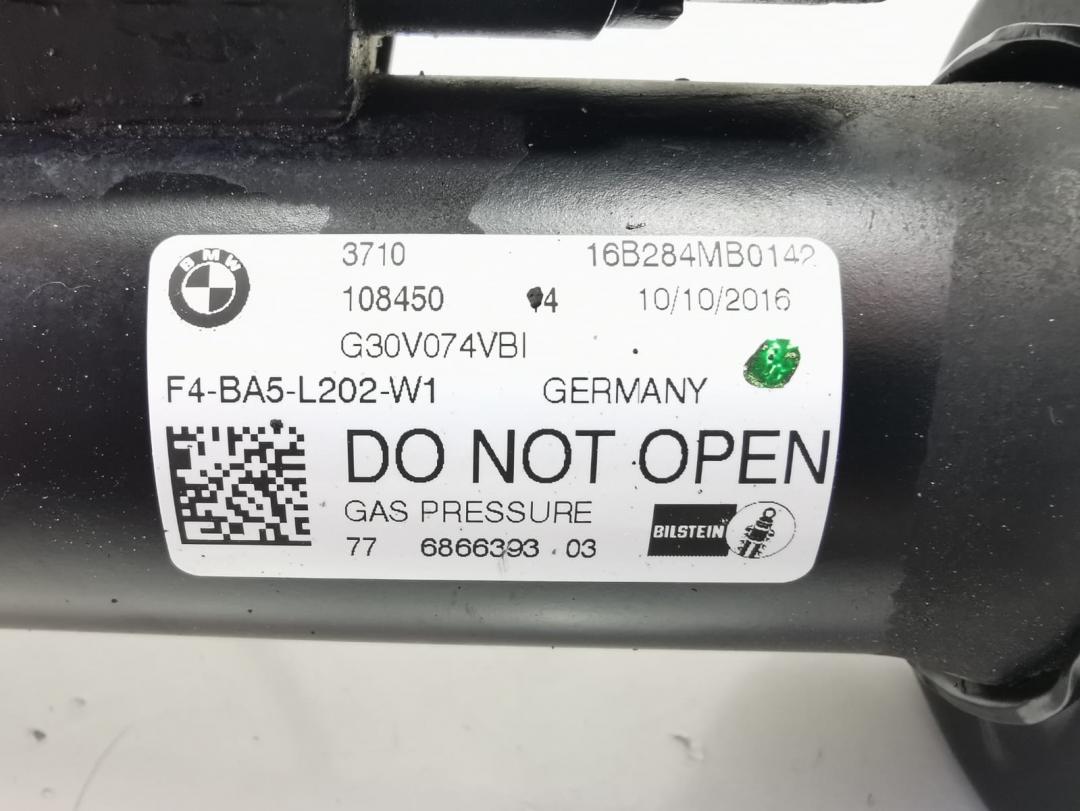 BMW
3710 16B284MB0142
108450 4 10/10/2016
G30V074VBI
F4-BA5-L202-W1 GERMANY
DO NOT OPEN
GAS PRESSURE
77 6866393 03
BILSTEIN